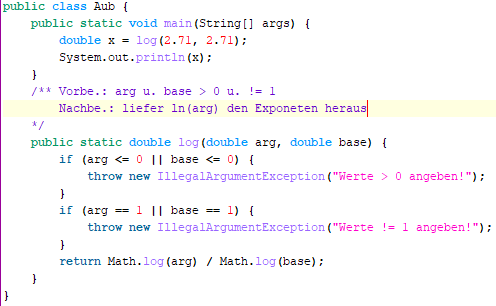 public class Aub {
    public static void main(String[] args) {
        double x = log(2.71, 2.71);
        System.out.println(x);
    }
    /** Vorbe.: arg u. base > 0 u. != 1
        Nachbe.: liefer ln(arg) den Exponeten heraus
    */
    public static double log(double arg, double base) {
        if (arg <= 0 || base <= 0) {
            throw new IllegalArgumentException("Werte > 0 angeben!");
        }
        if (arg == 1 || base == 1) {
            throw new IllegalArgumentException("Werte != 1 angeben!");
        }
        return Math.log(arg) / Math.log(base);
    }
}